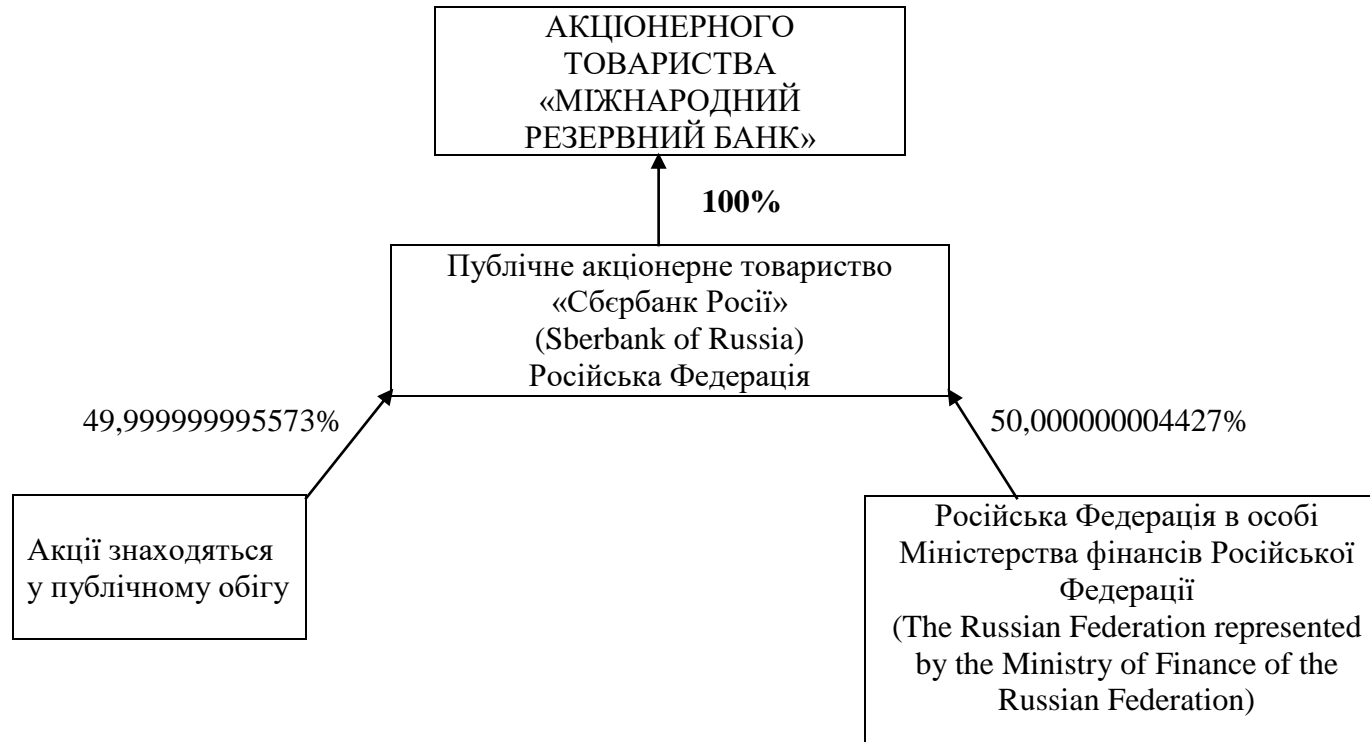 АКЦІОНЕРНОГО
ТОВАРИСТВА
«МІЖНАРОДНИЙ
РЕЗЕРВНИЙ БАНК»
100%
Публічне акціонерне товариство
«Сбєрбанк Росії»
(Sberbank of Russia)
Російська Федерація
49,999999995573%
50,000000004427%
Акції знаходяться
у публічному обігу
Російська Федерація в особі
Міністерства фінансів Російської
Федерації
(The Russian Federation represented
by the Ministry of Finance of the
Russian Federation)